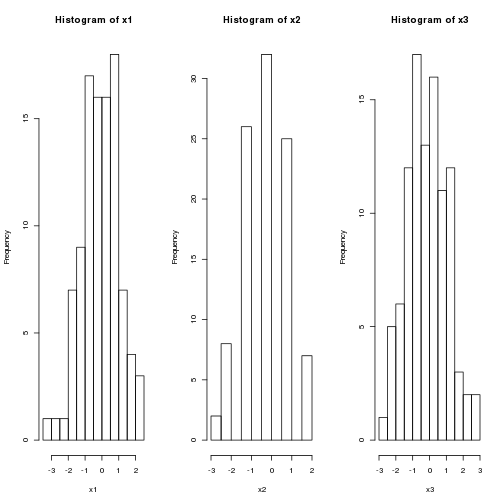 Histogram of x1
Histogram of x2
Histogram of x3
Frequency
0
5
10
15
-3 -2 -1 0 1 2
x1
Frequency
0
5
10
15
20
25
30
-3 -2 -1 0 1 2
x2
Frequency
0
5
10
15
-3 -2 -1 0 1 2 3
x3